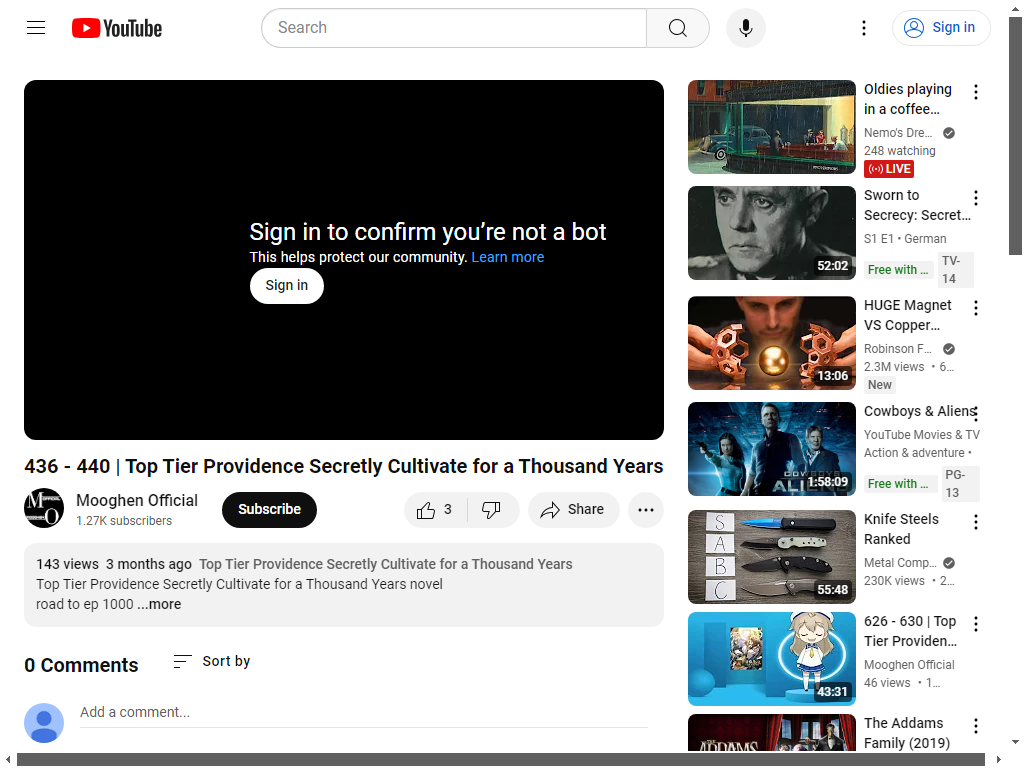 YouTube
Search
Sign in
Sign in to confirm you’re not a bot
This helps protect our community. Learn more
Sign in
436 - 440 | Top Tier Providence Secretly Cultivate for a Thousand Years
Mooghen Official
1.27K subscribers
Subscribe
3
Share
143 views 3 months ago Top Tier Providence Secretly Cultivate for a Thousand Years
Top Tier Providence Secretly Cultivate for a Thousand Years novel
road to ep 1000 ...more
0 Comments
Sort by
Add a comment...
Oldies playing
in a coffee…
Nemo's Dre…
248 watching
LIVE
52:02
Sworn to
Secrecy: Secret…
S1 E1 • German
Free with …
TV-
14
13:06
HUGE Magnet
VS Copper…
Robinson F…
2.3M views • 6…
New
COWBOYS
ALIENS
1:58:09
Cowboys & Aliens
YouTube Movies & TV
Action & adventure •
Free with …
PG-
13
S
A
B
C
55:48
Knife Steels
Ranked
Metal Comp…
230K views • 2…
43:31
626 - 630 | Top
Tier Providen…
Mooghen Official
46 views • 1…
THE
ADDAMS
The Addams
Family (2019)